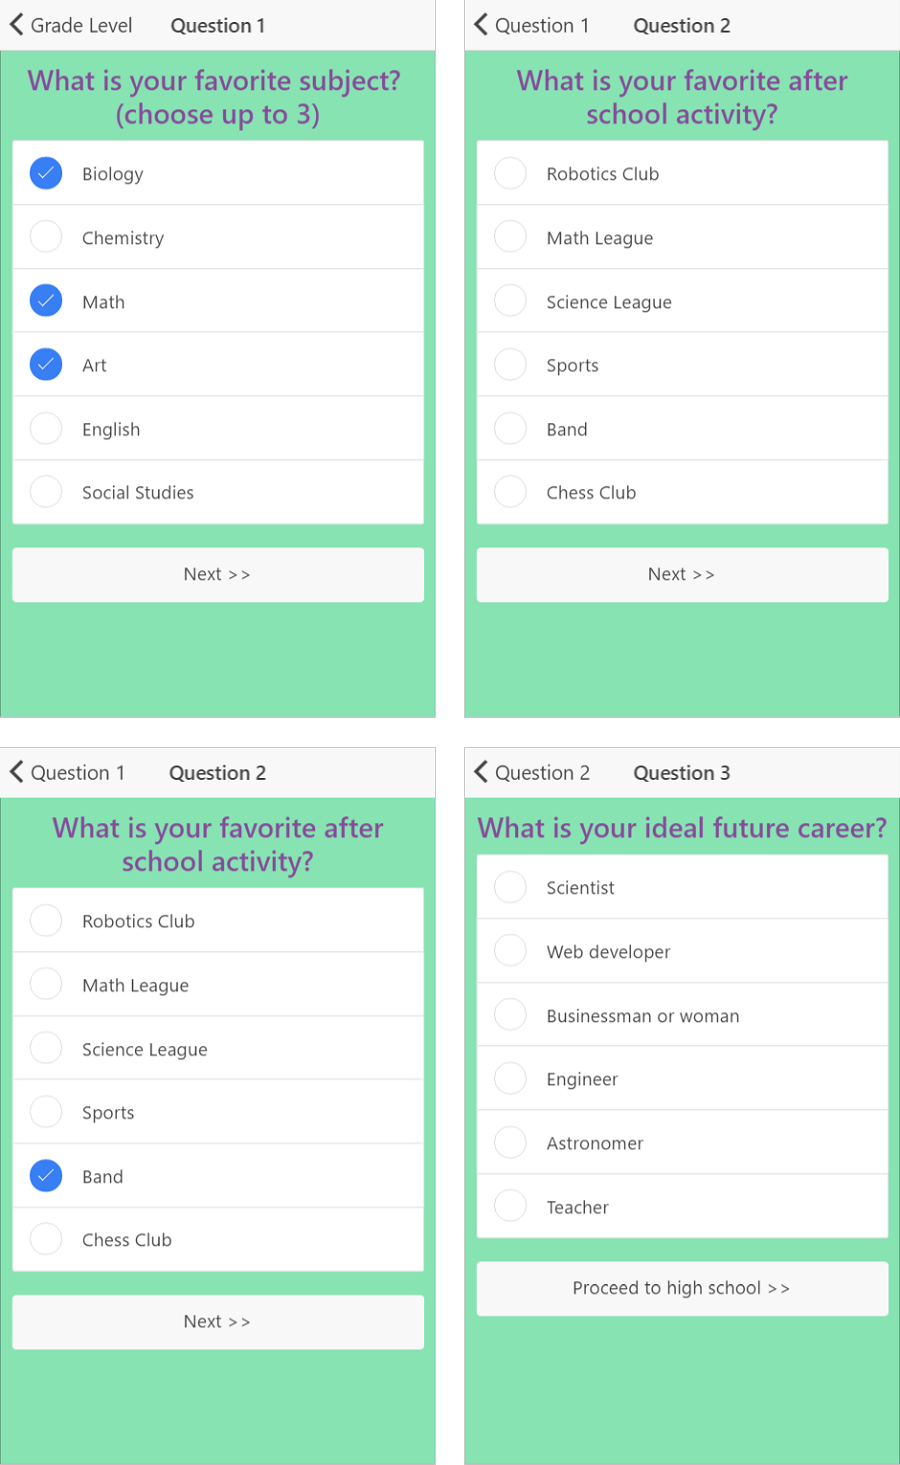 Grade Level Question 1
What is your favorite subject?
(choose up to 3)
Biology
Chemistry
Math
Art
English
Social Studies
Next >>
Question 1 Question 2
What is your favorite after
school activity?
Robotics Club
Math League
Science League
Sports
Band
Chess Club
Next >>
Question 1 Question 2
What is your favorite after
school activity?
Robotics Club
Math League
Science League
Sports
Band
Chess Club
Next >>
Question 2 Question 3
What is your ideal future career?
Scientist
Web developer
Businessman or woman
Engineer
Astronomer
Teacher
Proceed to high school >>